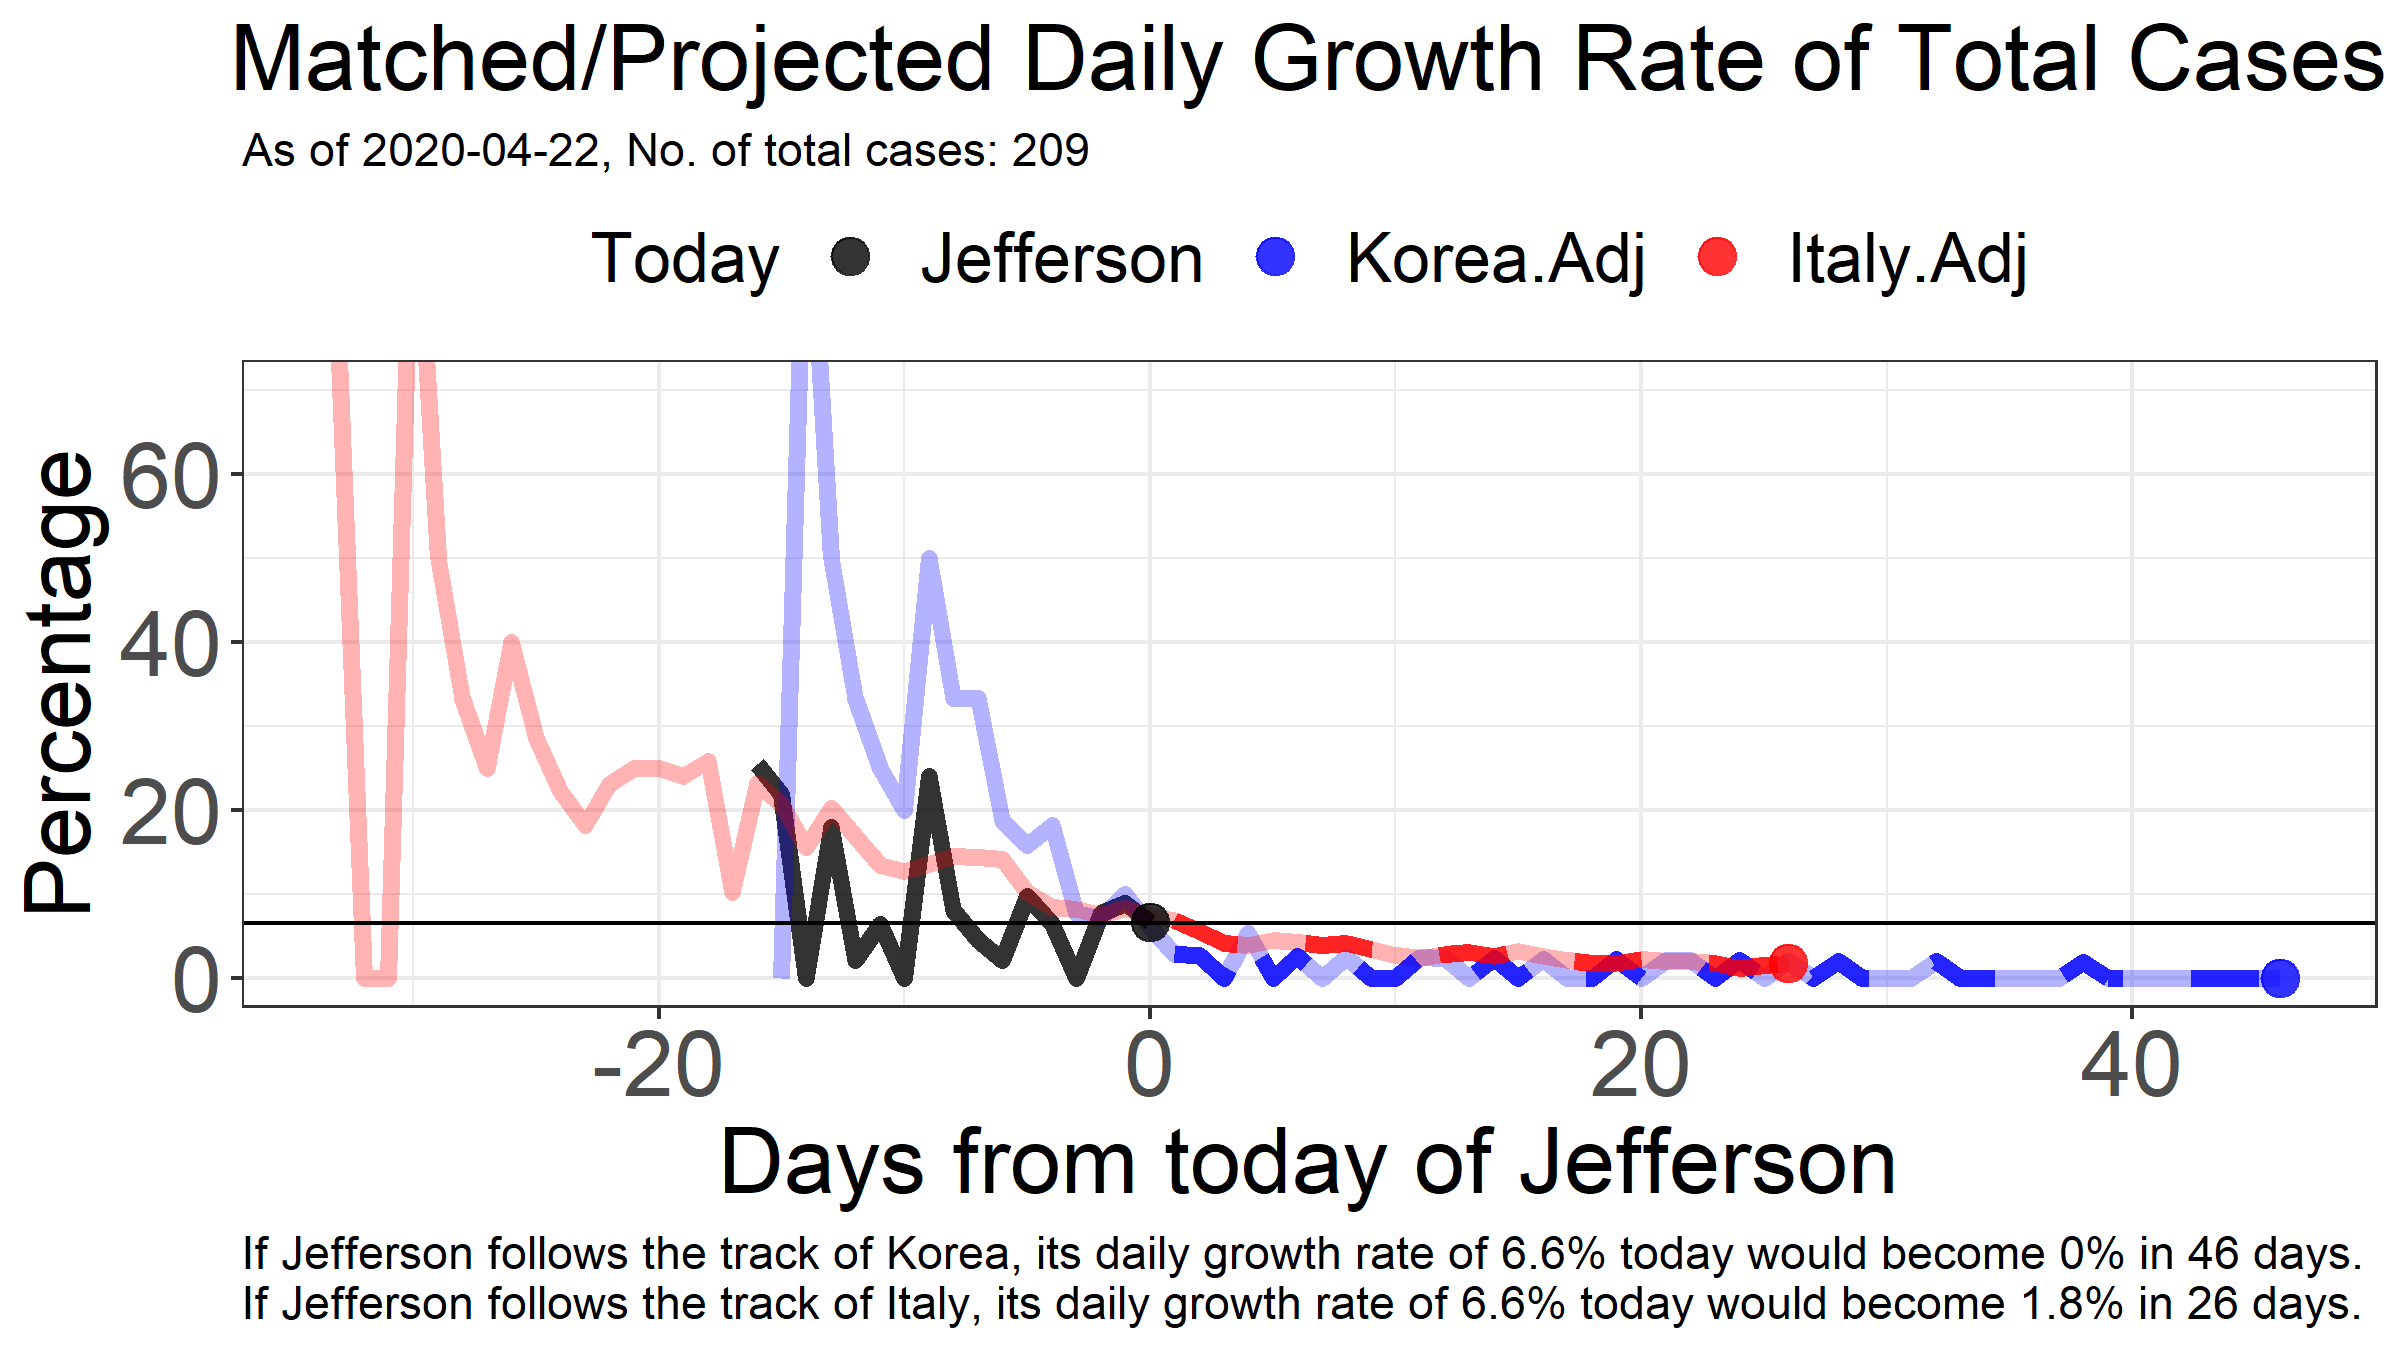 Matched/Projected Daily Growth Rate of Total Cases
As of 2020-04-22, No. of total cases: 209
Today Jefferson Korea.Adj Italy.Adj
Percentage
60
40
20
0
-20 0 20 40
Days from today of Jefferson
If Jefferson follows the track of Korea, its daily growth rate of 6.6% today would become 0% in 46 days.
If Jefferson follows the track of Italy, its daily growth rate of 6.6% today would become 1.8% in 26 days.